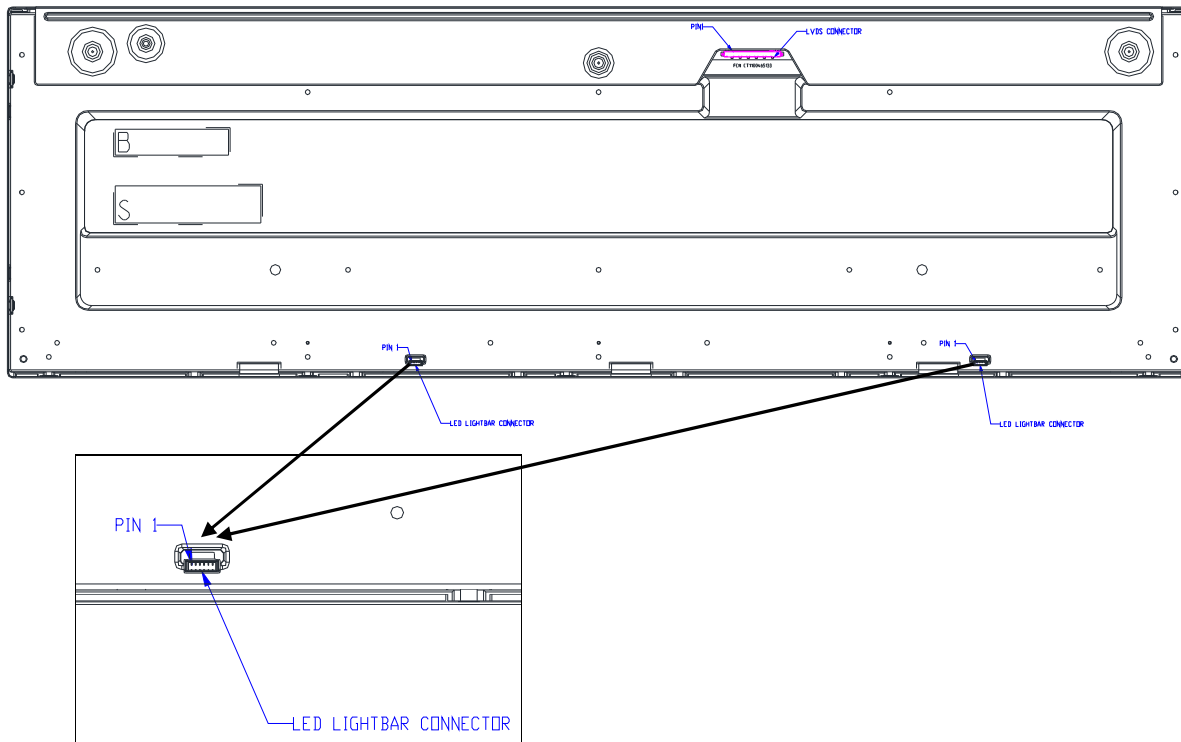 PIN1
LVDS CONNECTOR
B
S
PIN 1
PIN 1
LED LIGHTBAR CONNECTOR
LED LIGHTBAR CONNECTOR
PIN 1
LED LIGHTBAR CONNECTOR